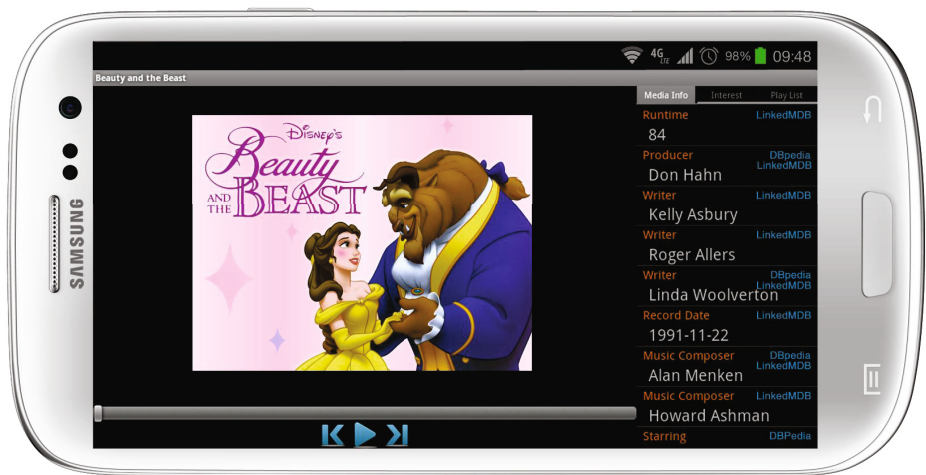 SAMSUNG
4G
LTE
98%
09:48
Beauty and the Beast
Disney's
Beauty
AND THE BEAST
Media Info Interest Play List
Runtime LinkedMDB
84
Producer DBpedia
LinkedMDB
Don Hahn
Writer LinkedMDB
Kelly Asbury
Writer LinkedMDB
Roger Allers
Writer DBpedia
LinkedMDB
Linda Woolverton
Record Date LinkedMDB
1991-11-22
Music Composer DBpedia
LinkedMDB
Alan Menken
Music Composer LinkedMDB
Howard Ashman
Starring DBPedia